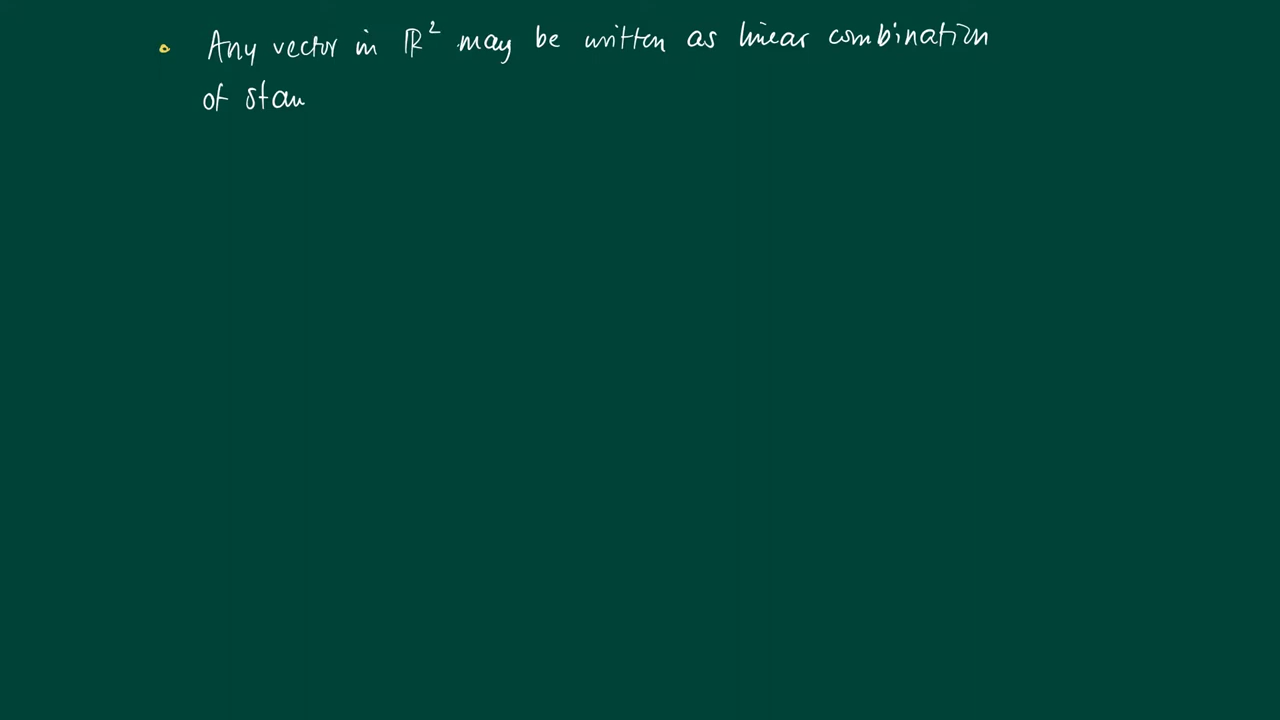 Any vector in ℝ² may be written as linear combination
of stan